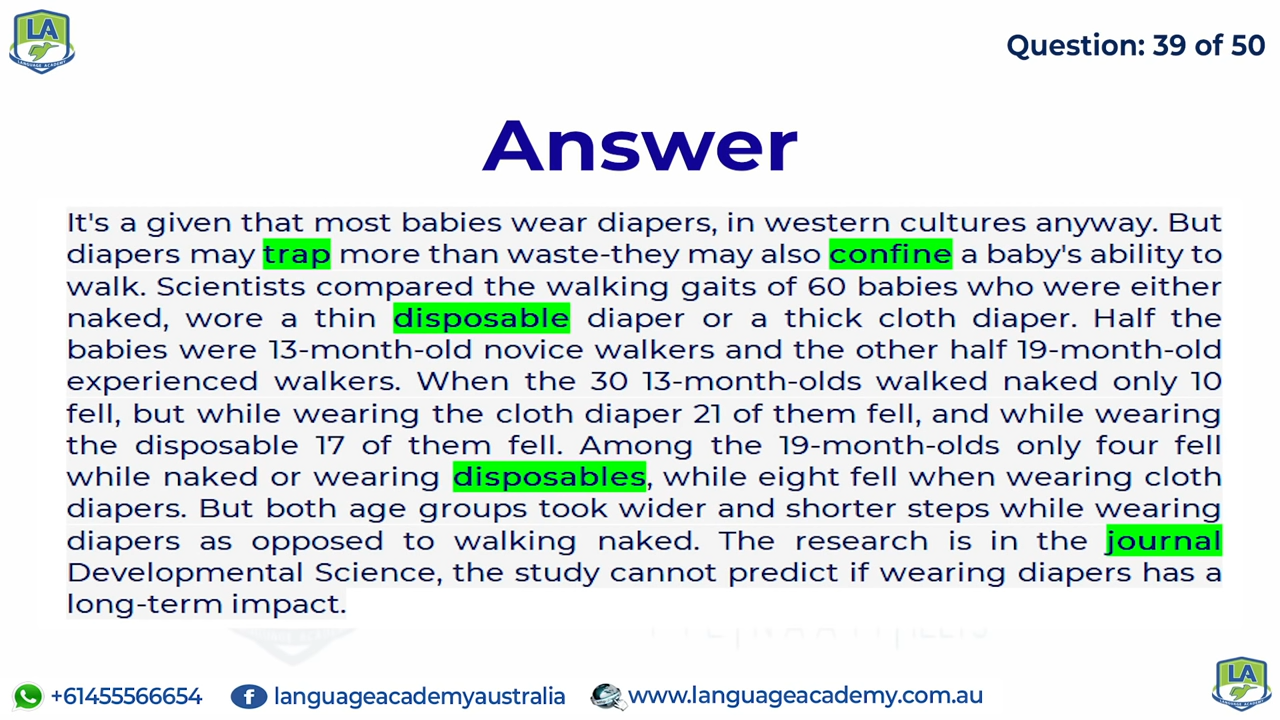 LA
LANGUAGE ACADEMY
Question: 39 of 50
Answer
It's a given that most babies wear diapers, in western cultures anyway. But
diapers may trap more than waste-they may also confine a baby's ability to
walk. Scientists compared the walking gaits of 60 babies who were either
naked, wore a thin disposable diaper or a thick cloth diaper. Half the
babies were 13-month-old novice walkers and the other half 19-month-old
experienced walkers. When the 30 13-month-olds walked naked only 10
fell, but while wearing the cloth diaper 21 of them fell, and while wearing
the disposable 17 of them fell. Among the 19-month-olds only four fell
while naked or wearing disposables, while eight fell when wearing cloth
diapers. But both age groups took wider and shorter steps while wearing
diapers as opposed to walking naked. The research is in the journal
Developmental Science, the study cannot predict if wearing diapers has a
long-term impact.
+61455566654
languageacademyaustralia
www.languageacademy.com.au
LA